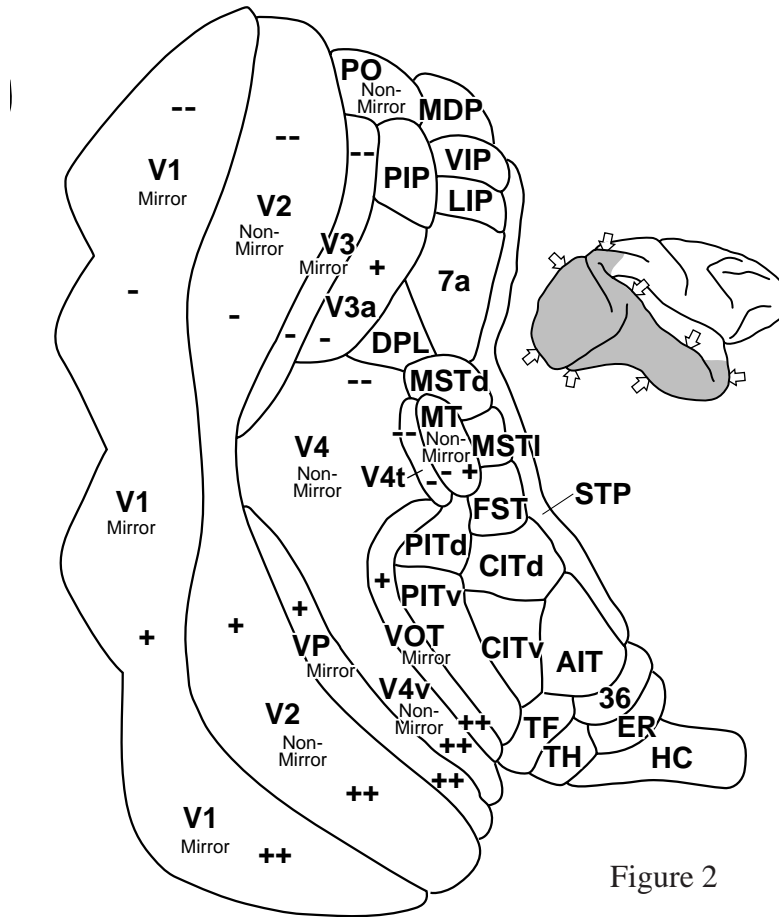 PO
Non-
Mirror
MDP
--
--
--
V1
Mirror
V2
Non-
Mirror
PIP
VIP
LIP
V3
Mirror
+
7a
-
-
-
-
V3a
DPL
--
MSTd
MT
Non-
Mirror
--
-
- +
MSTl
V4
Non-
Mirror
V4t
V1
Mirror
FST
STP
PITd
CITd
+
PITv
+
+
+
VP
Mirror
VOT
Mirror
CITv
AIT
V4v
Non-
Mirror
36
V2
Non-
Mirror
++
++
++
++
TF
TH
ER
HC
V1
Mirror
++
Figure 2